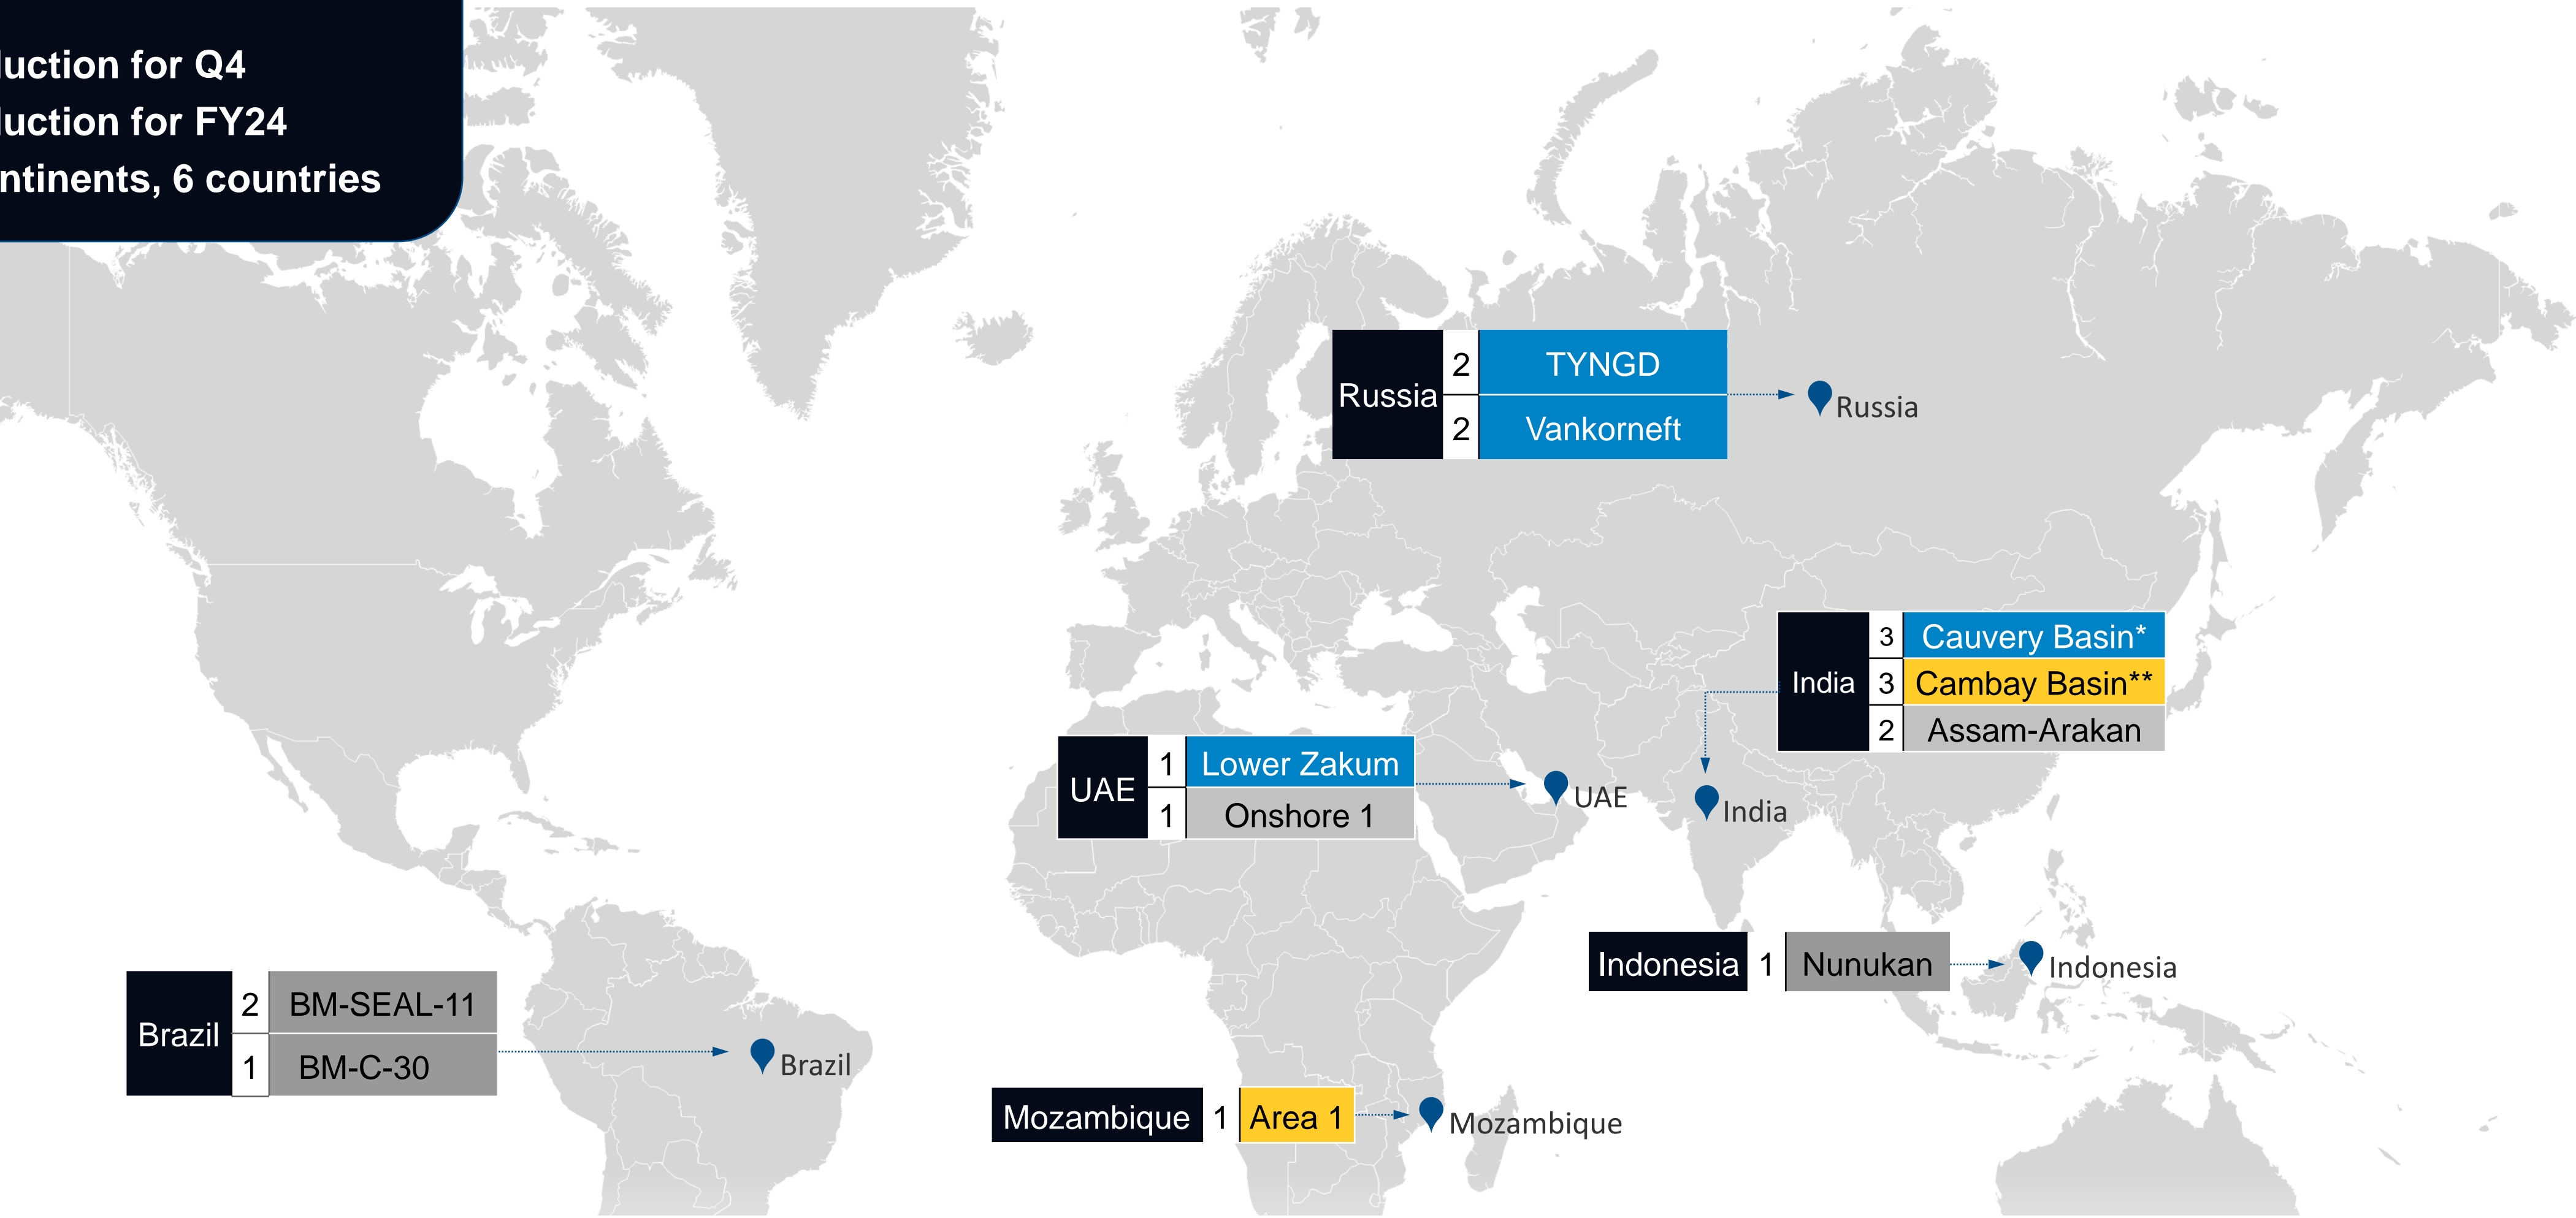 duction for Q4
duction for FY24
ntinents, 6 countries
Russia
2 TYNGD
2 Vankorneft
Russia
India
3 Cauvery Basin*
3 Cambay Basin**
2 Assam-Arakan
UAE
1 Lower Zakum
1 Onshore 1
UAE
India
Indonesia 1 Nunukan
Indonesia
Brazil
2 BM-SEAL-11
1 BM-C-30
Brazil
Mozambique 1 Area 1
Mozambique